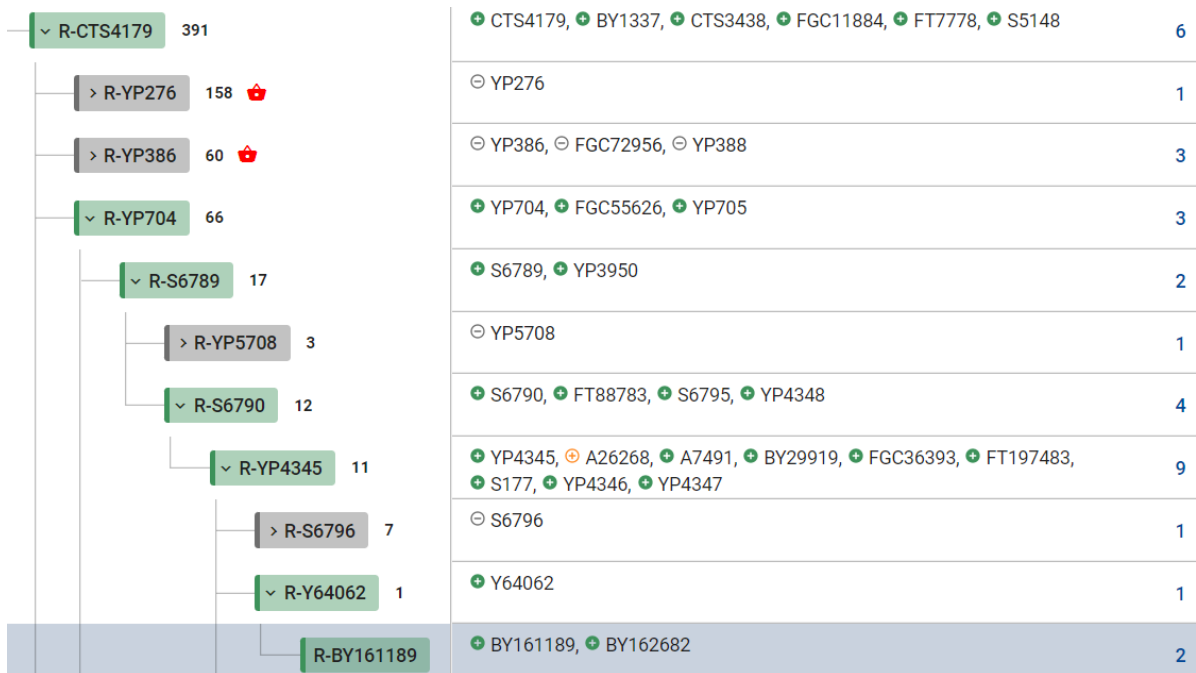 R-CTS4179 391 CTS4179, BY1337, CTS3438, FGC11884, FT7778, S5148 6
R-YP276 158 YP276 1
R-YP386 60 YP386, FGC72956, YP388 3
R-YP704 66 YP704, FGC55626, YP705 3
R-S6789 17 S6789, YP3950 2
R-YP5708 3 YP5708 1
R-S6790 12 S6790, FT88783, S6795, YP4348 4
R-YP4345 11 YP4345, A26268, A7491, BY29919, FGC36393, FT197483, 9
S177, YP4346, YP4347
R-S6796 7 S6796 1
R-Y64062 1 Y64062 1
R-BY161189 BY161189, BY162682 2